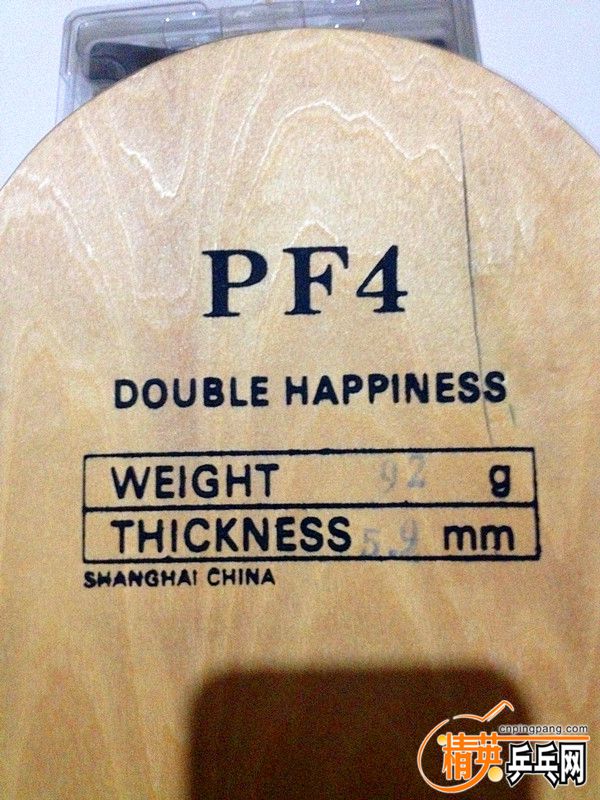 PF4
DOUBLE HAPPINESS
WEIGHT 92 g
THICKNESS 5.9 mm
SHANGHAI CHINA
cnpingpang.com
精英乒乓网